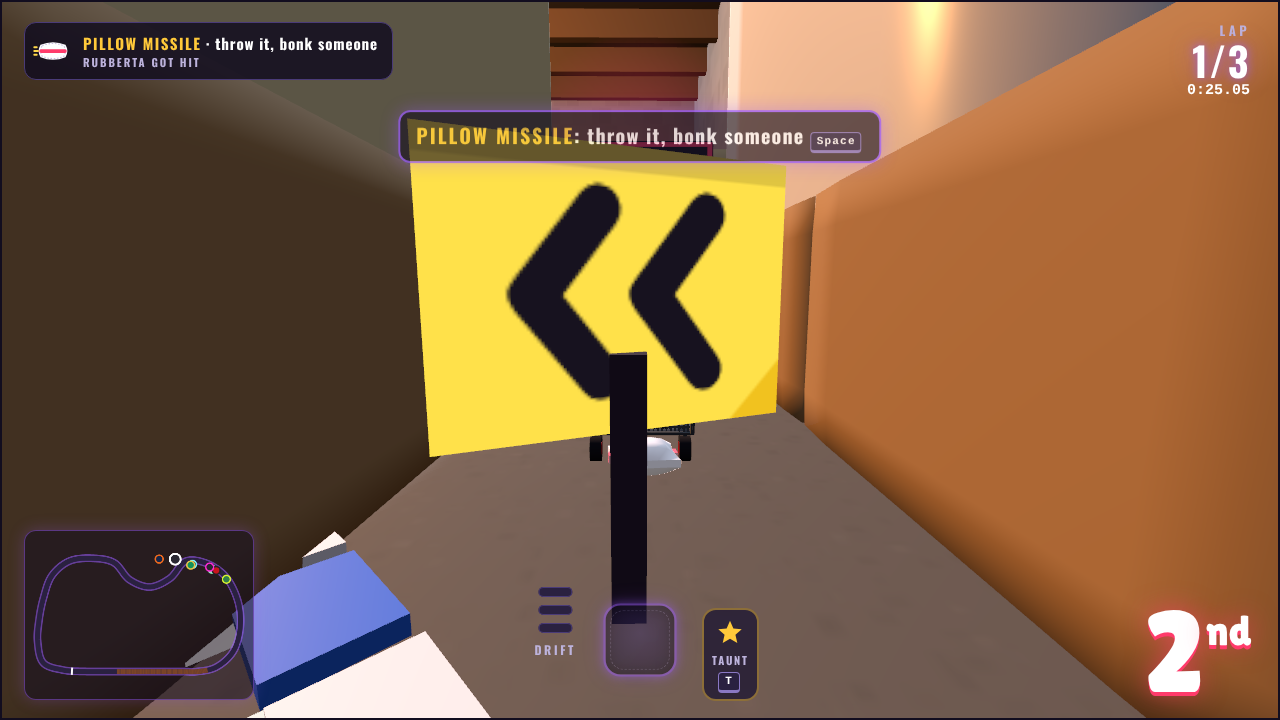 PILLOW MISSILE · throw it, bonk someone
RUBBERTA GOT HIT
LAP
1/3
0:25.05
PILLOW MISSILE: throw it, bonk someone Space
DRIFT
TAUNT
T
2nd